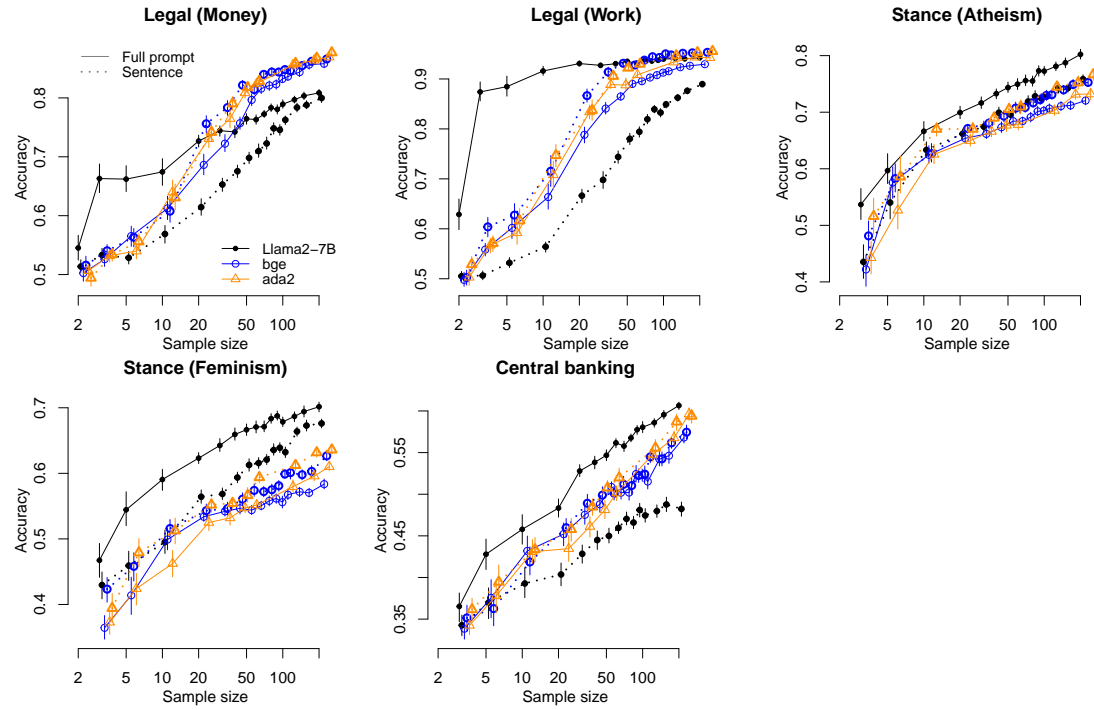 Legal (Money)
Accuracy
0.5 0.6 0.7 0.8
Full prompt
Sentence
Llama2−7B
bge
ada2
2 5 10 20 50 100
Sample size
Legal (Work)
Accuracy
0.5 0.6 0.7 0.8 0.9
2 5 10 20 50 100
Sample size
Stance (Atheism)
Accuracy
0.4 0.5 0.6 0.7 0.8
2 5 10 20 50 100
Sample size
Stance (Feminism)
Accuracy
0.4 0.5 0.6 0.7
2 5 10 20 50 100
Sample size
Central banking
Accuracy
0.35 0.45 0.55
2 5 10 20 50 100
Sample size